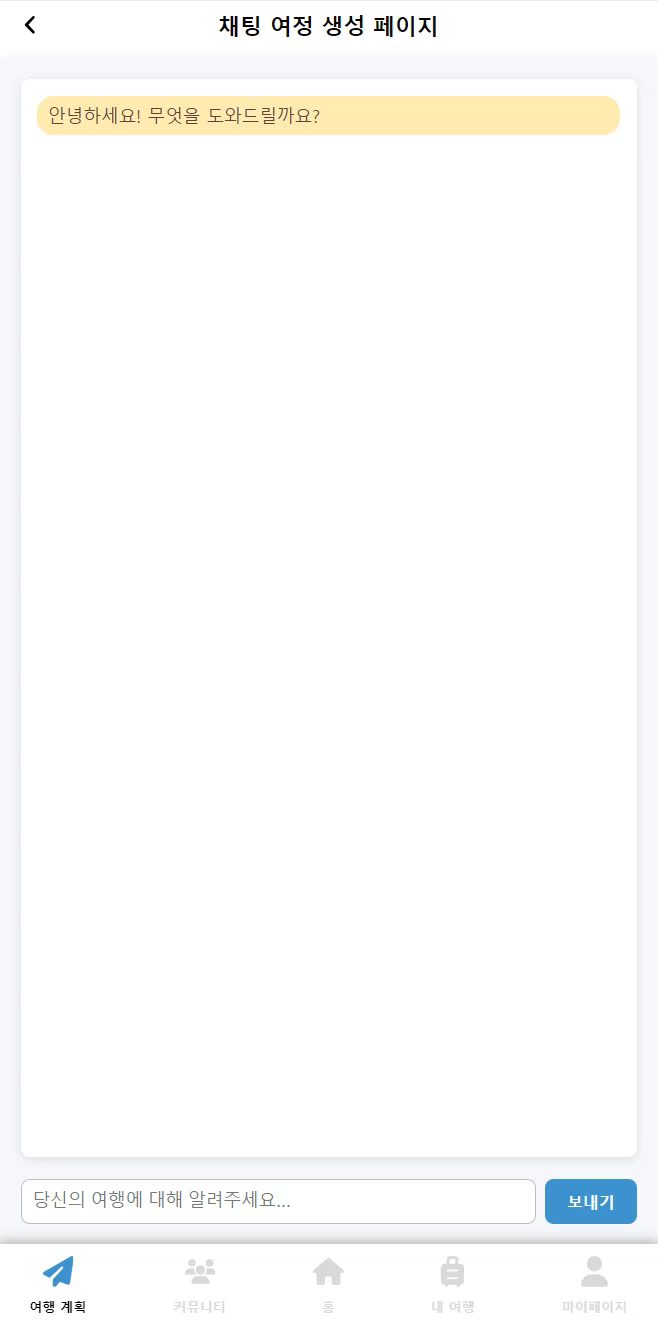 채팅 여정 생성 페이지
안녕하세요! 무엇을 도와드릴까요?
당신의 여행에 대해 알려주세요...
보내기
여행 계획
커뮤니티
홈
내 여행
마이페이지